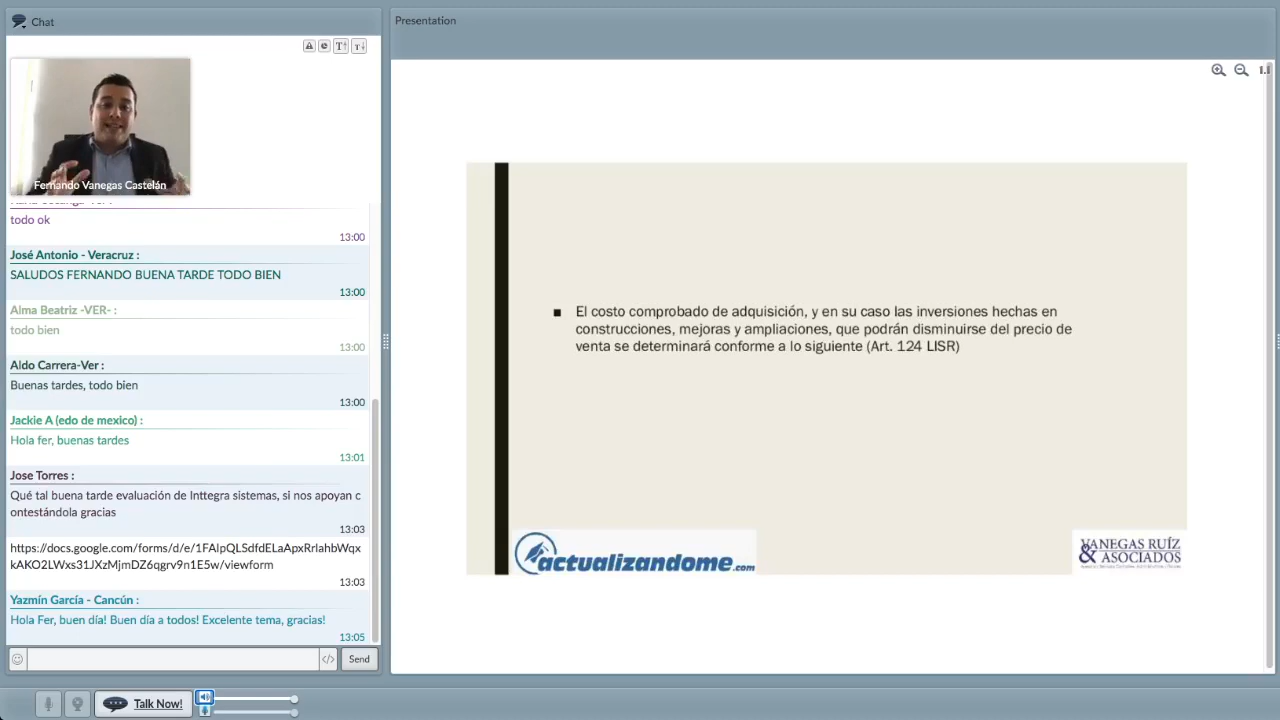 Chat
Fernando Vanegas Castelán
todo ok
13:00
José Antonio - Veracruz :
SALUDOS FERNANDO BUENA TARDE TODO BIEN
13:00
Alma Beatriz -VER- :
todo bien
13:00
Aldo Carrera-Ver :
Buenas tardes, todo bien
13:00
Jackie A (edo de mexico) :
Hola fer, buenas tardes
13:01
Jose Torres :
Qué tal buena tarde evaluación de Inttegra sistemas, si nos apoyan c
ontestándola gracias
13:03
https://docs.google.com/forms/d/e/1FAIpQLSdfdELaApxRrIahbWqx
kAKO2LWxs31JXzMjmDZ6qgrv9n1E5w/viewform
13:03
Yazmín García - Cancún :
Hola Fer, buen día! Buen día a todos! Excelente tema, gracias!
13:05
Send
Talk Now!
Presentation
1:1
■ El costo comprobado de adquisición, y en su caso las inversiones hechas en
construcciones, mejoras y ampliaciones, que podrán disminuirse del precio de
venta se determinará conforme a lo siguiente (Art. 124 LISR)
actualizandome.com
VANEGAS RUÍZ
& ASOCIADOS